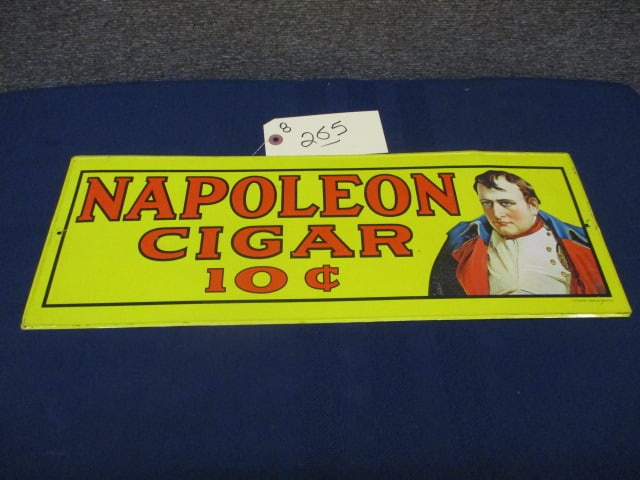 8
265
NAPOLEON
CIGAR
10 ¢